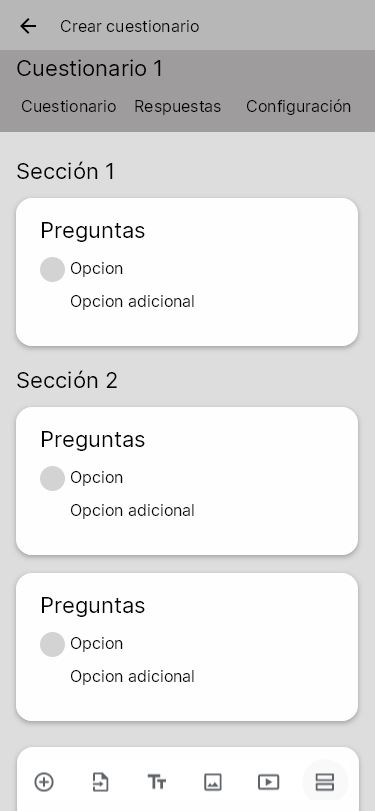 Crear cuestionario
Cuestionario 1
Cuestionario Respuestas Configuración
Sección 1
Preguntas
Opcion
Opcion adicional
Sección 2
Preguntas
Opcion
Opcion adicional
Preguntas
Opcion
Opcion adicional